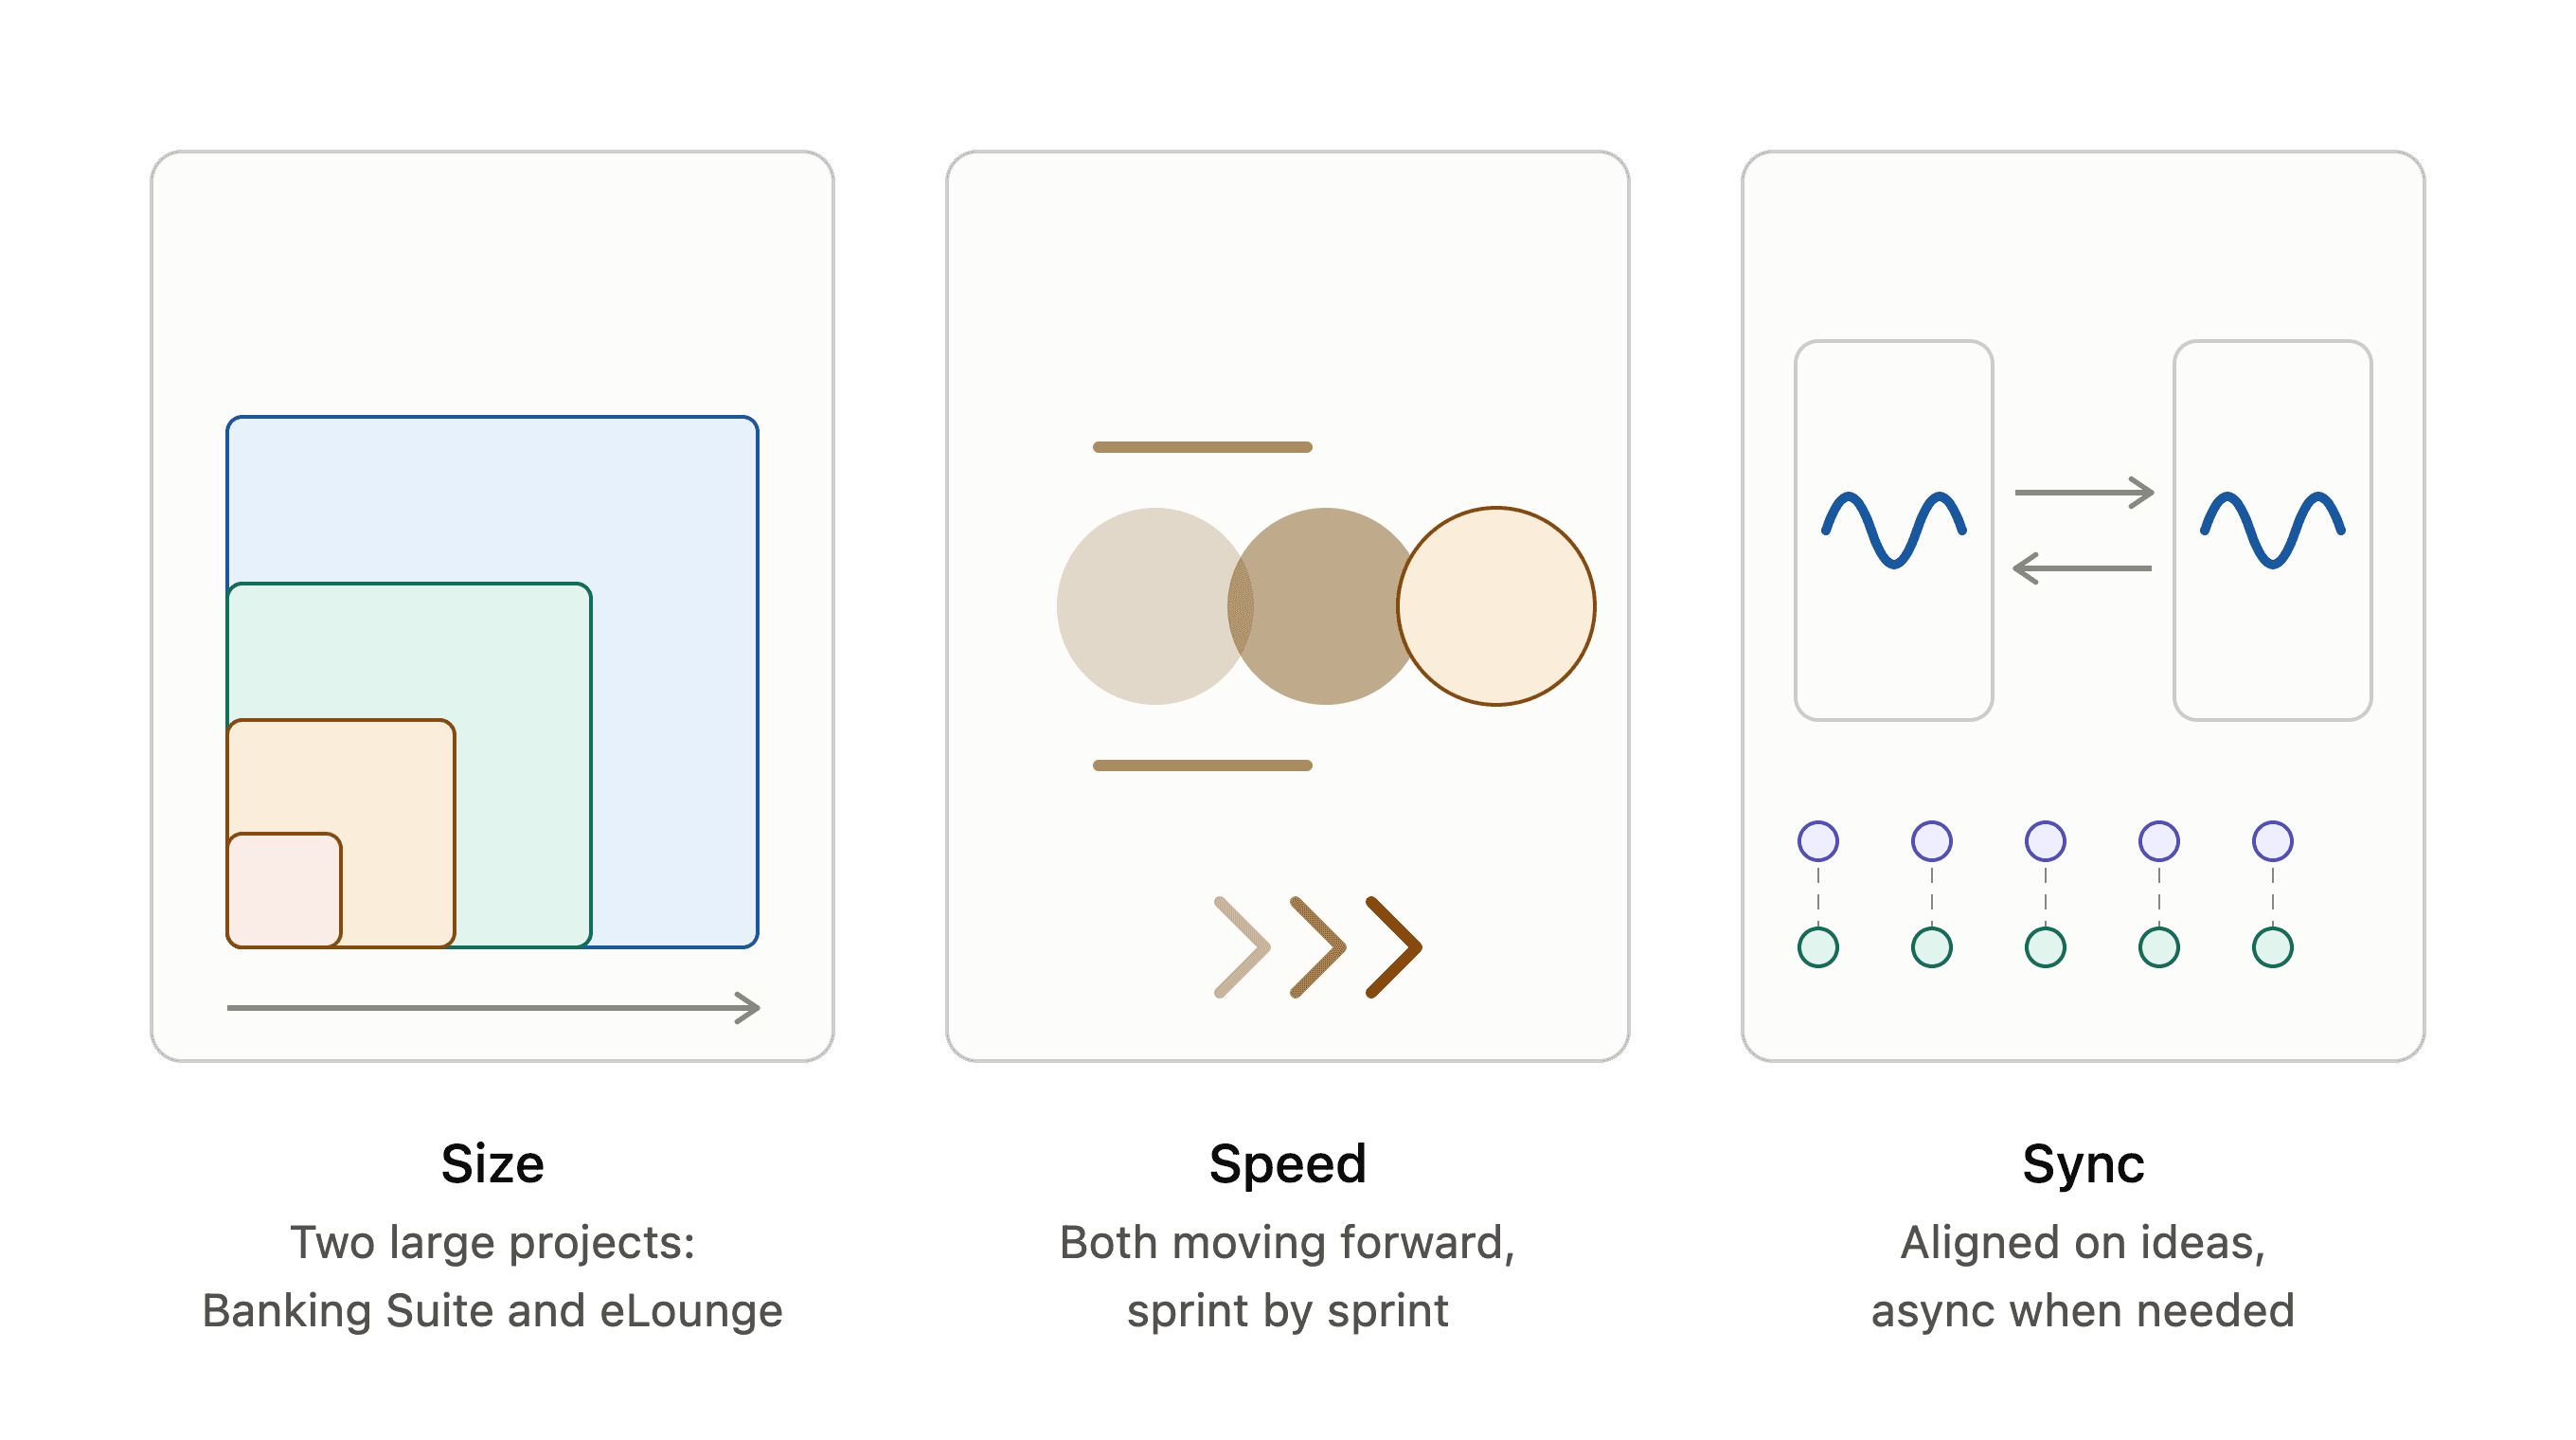 Size
Two large projects:
Banking Suite and eLounge
Speed
Both moving forward,
sprint by sprint
Sync
Aligned on ideas,
async when needed